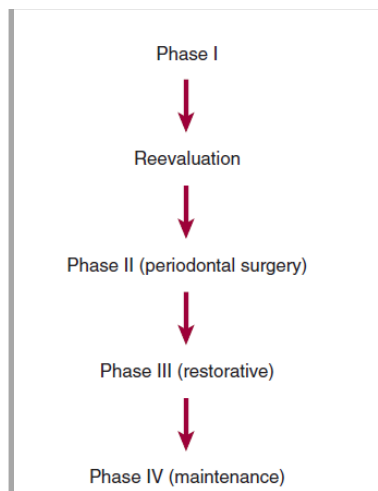 Phase I
Reevaluation
Phase II (periodontal surgery)
Phase III (restorative)
Phase IV (maintenance)